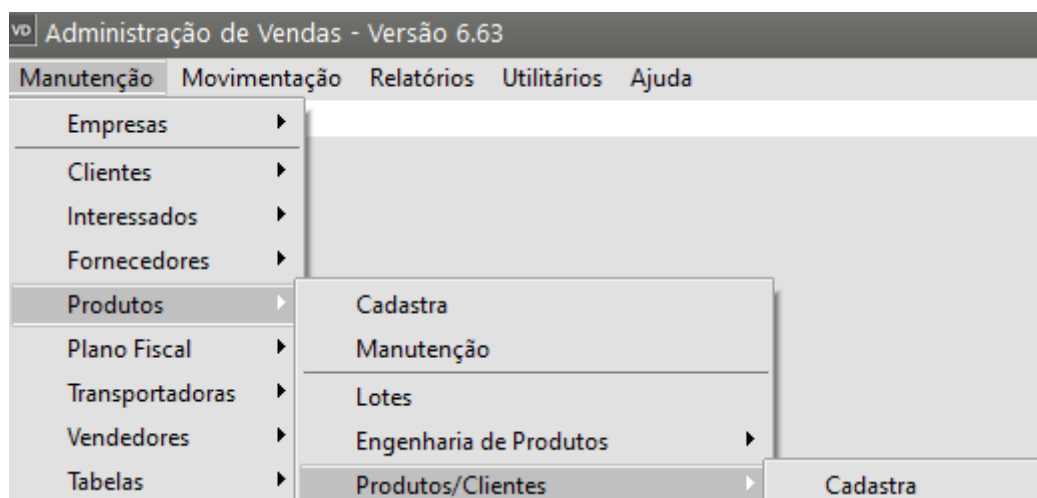 VD Administração de Vendas - Versão 6.63
Manutenção Movimentação Relatórios Utilitários Ajuda
Empresas
Clientes
Interessados
Fornecedores
Produtos
Plano Fiscal
Transportadoras
Vendedores
Tabelas
Cadastra
Manutenção
Lotes
Engenharia de Produtos
Produtos/Clientes
Cadastra